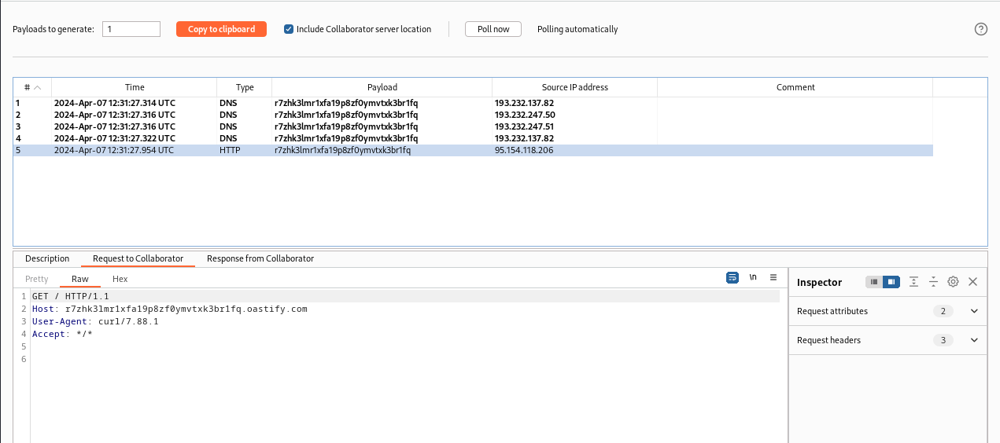 Payloads to generate: 1 Copy to clipboard Include Collaborator server location Poll now Polling automatically
# Time Type Payload Source IP address Comment
1 2024-Apr-07 12:31:27.314 UTC DNS r7zhk3lmr1xfa19p8zf0ymvtxk3br1fq 193.232.137.82
2 2024-Apr-07 12:31:27.316 UTC DNS r7zhk3lmr1xfa19p8zf0ymvtxk3br1fq 193.232.247.50
3 2024-Apr-07 12:31:27.316 UTC DNS r7zhk3lmr1xfa19p8zf0ymvtxk3br1fq 193.232.247.51
4 2024-Apr-07 12:31:27.322 UTC DNS r7zhk3lmr1xfa19p8zf0ymvtxk3br1fq 193.232.137.82
5 2024-Apr-07 12:31:27.954 UTC HTTP r7zhk3lmr1xfa19p8zf0ymvtxk3br1fq 95.154.118.206
Description Request to Collaborator Response from Collaborator
Pretty Raw Hex \n
1 GET / HTTP/1.1
2 Host: r7zhk3lmr1xfa19p8zf0ymvtxk3br1fq.oastify.com
3 User-Agent: curl/7.88.1
4 Accept: */*
5
6
Inspector
Request attributes 2
Request headers 3